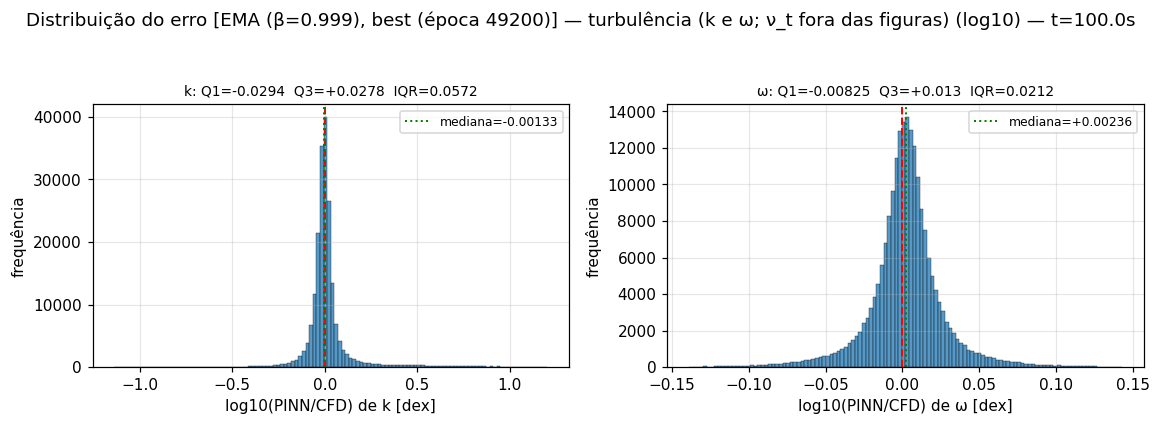 Distribuição do erro [EMA (β=0.999), best (época 49200)] — turbulência (k e ω; ν_t fora das figuras) (log10) — t=100.0s
k: Q1=-0.0294  Q3=+0.0278  IQR=0.0572
mediana=-0.00133
40000
30000
20000
10000
0
frequência
−1.0
−0.5
0.0
0.5
1.0
log10(PINN/CFD) de k [dex]
ω: Q1=-0.00825  Q3=+0.013  IQR=0.0212
mediana=+0.00236
14000
12000
10000
8000
6000
4000
2000
0
frequência
−0.15
−0.10
−0.05
0.00
0.05
0.10
0.15
log10(PINN/CFD) de ω [dex]